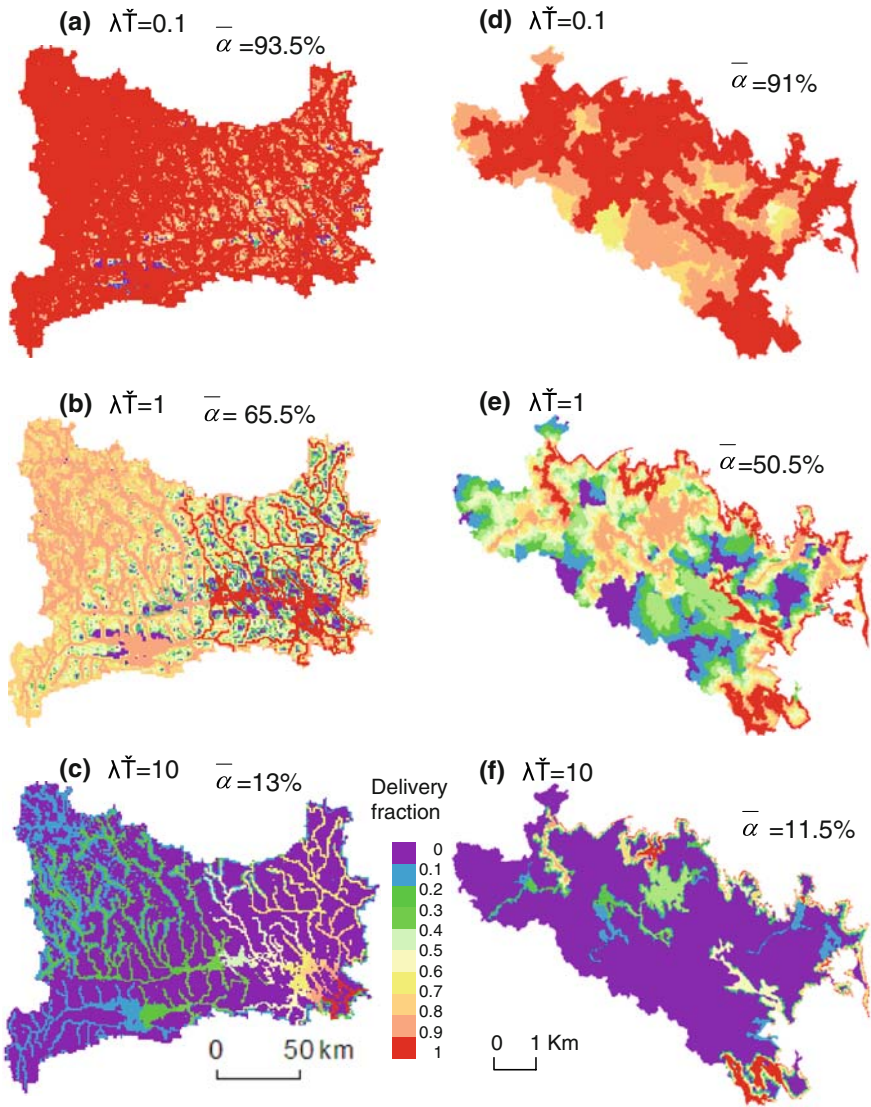 (a) λŤ=0.1
α̅ =93.5%
(d) λŤ=0.1
α̅ =91%
(b) λŤ=1 α̅ = 65.5%
(e) λŤ=1
α̅ =50.5%
(c) λŤ=10 α̅ =13%
(f) λŤ=10
α̅ =11.5%
Delivery
fraction
0
0.1
0.2
0.3
0.4
0.5
0.6
0.7
0.8
0.9
1
0 50 km
0 1 Km